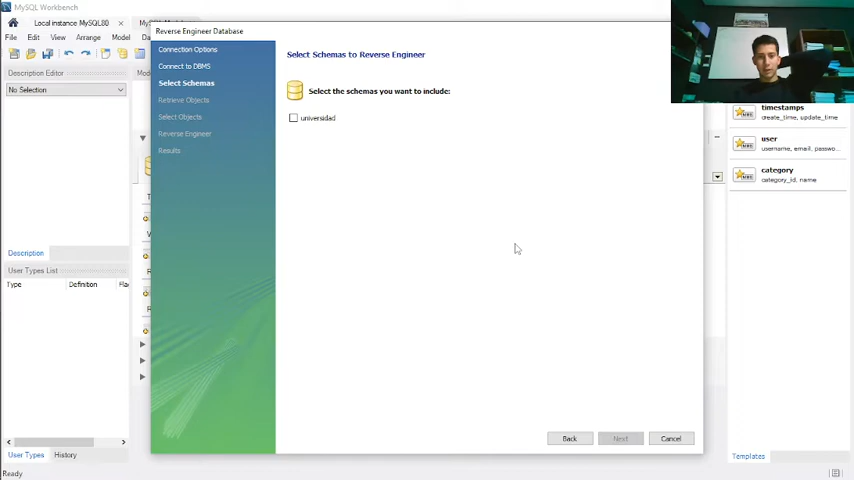 MySQL Workbench
Local instance MySQL80
File Edit View Arrange Model
Description Editor
No Selection
Description
User Types List
Type Definition
User Types History
Ready
Reverse Engineer Database
Connection Options
Connect to DBMS
Select Schemas
Retrieve Objects
Select Objects
Reverse Engineer
Results
Select Schemas to Reverse Engineer
Select the schemas you want to include:
universidad
Back Next Cancel
timestamps
create_time, update_time
user
username, email, passwo...
category
category_id, name
Templates